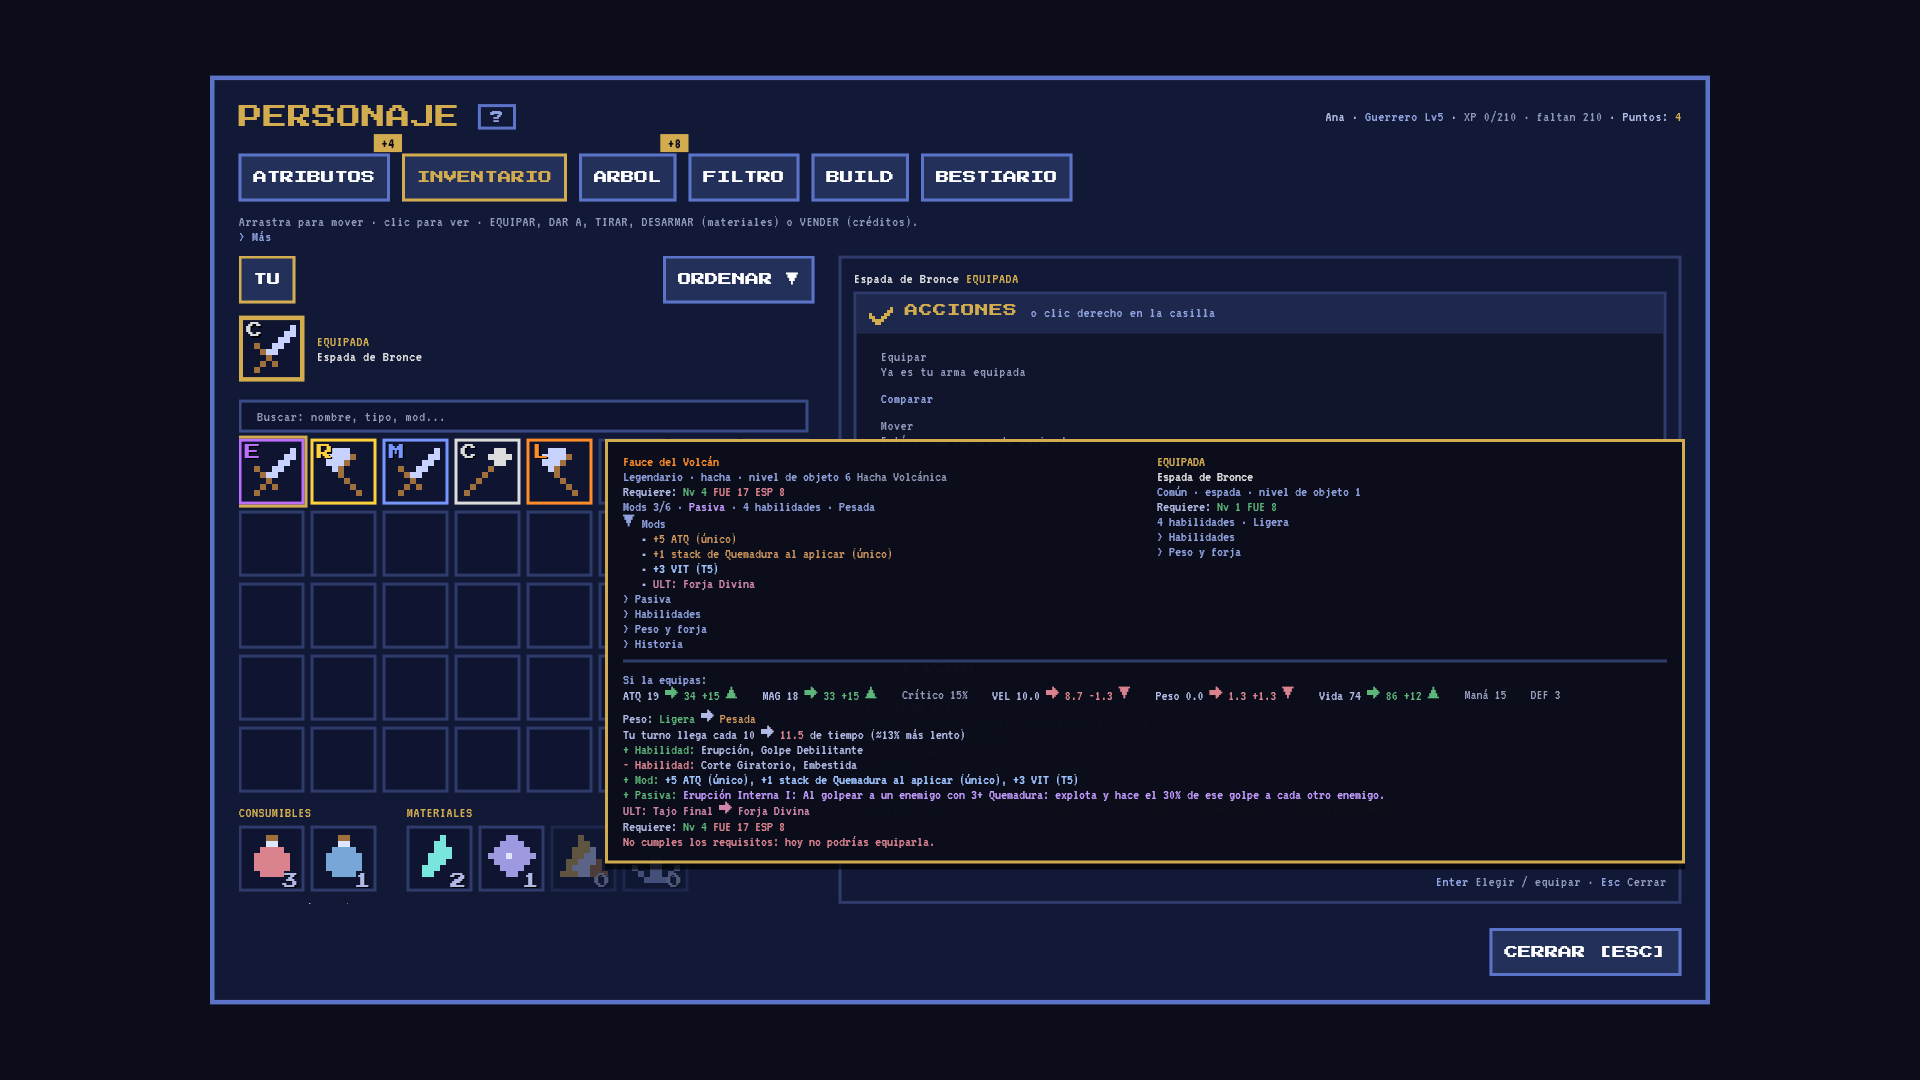 PERSONAJE ?
Ana · Guerrero Lv5 · XP 0/210 · faltan 210 · Puntos: 4
+4
+8
ATRIBUTOS
INVENTARIO
ARBOL
FILTRO
BUILD
BESTIARIO
Arrastra para mover · clic para ver · EQUIPAR, DAR A, TIRAR, DESARMAR (materiales) o VENDER (créditos).
> Más
TU
ORDENAR ▼
C
EQUIPADA
Espada de Bronce
Buscar: nombre, tipo, mod...
E
R
M
C
L
CONSUMIBLES
3
1
MATERIALES
2
1
0
0
Espada de Bronce EQUIPADA
ACCIONES o clic derecho en la casilla
Equipar
Ya es tu arma equipada
Comparar
Mover
Fauce del Volcán
Legendario · hacha · nivel de objeto 6 Hacha Volcánica
Requiere: Nv 4 FUE 17 ESP 8
Mods 3/6 · Pasiva · 4 habilidades · Pesada
▼ Mods
- +5 ATQ (único)
- +1 stack de Quemadura al aplicar (único)
- +3 VIT (T5)
- ULT: Forja Divina
> Pasiva
> Habilidades
> Peso y forja
> Historia
EQUIPADA
Espada de Bronce
Común · espada · nivel de objeto 1
Requiere: Nv 1 FUE 8
4 habilidades · Ligera
> Habilidades
> Peso y forja
Si la equipas:
ATQ 19 → 34 +15 ▲ MAG 18 → 33 +15 ▲ Crítico 15% VEL 10.0 → 8.7 -1.3 ▼ Peso 0.0 → 1.3 +1.3 ▼ Vida 74 → 86 +12 ▲ Maná 15 DEF 3
Peso: Ligera → Pesada
Tu turno llega cada 10 → 11.5 de tiempo (≈13% más lento)
+ Habilidad: Erupción, Golpe Debilitante
- Habilidad: Corte Giratorio, Embestida
+ Mod: +5 ATQ (único), +1 stack de Quemadura al aplicar (único), +3 VIT (T5)
+ Pasiva: Erupción Interna I: Al golpear a un enemigo con 3+ Quemadura: explota y hace el 30% de ese golpe a cada otro enemigo.
ULT: Tajo Final → Forja Divina
Requiere: Nv 4 FUE 17 ESP 8
No cumples los requisitos: hoy no podrías equiparla.
Enter Elegir / equipar · Esc Cerrar
CERRAR [ESC]